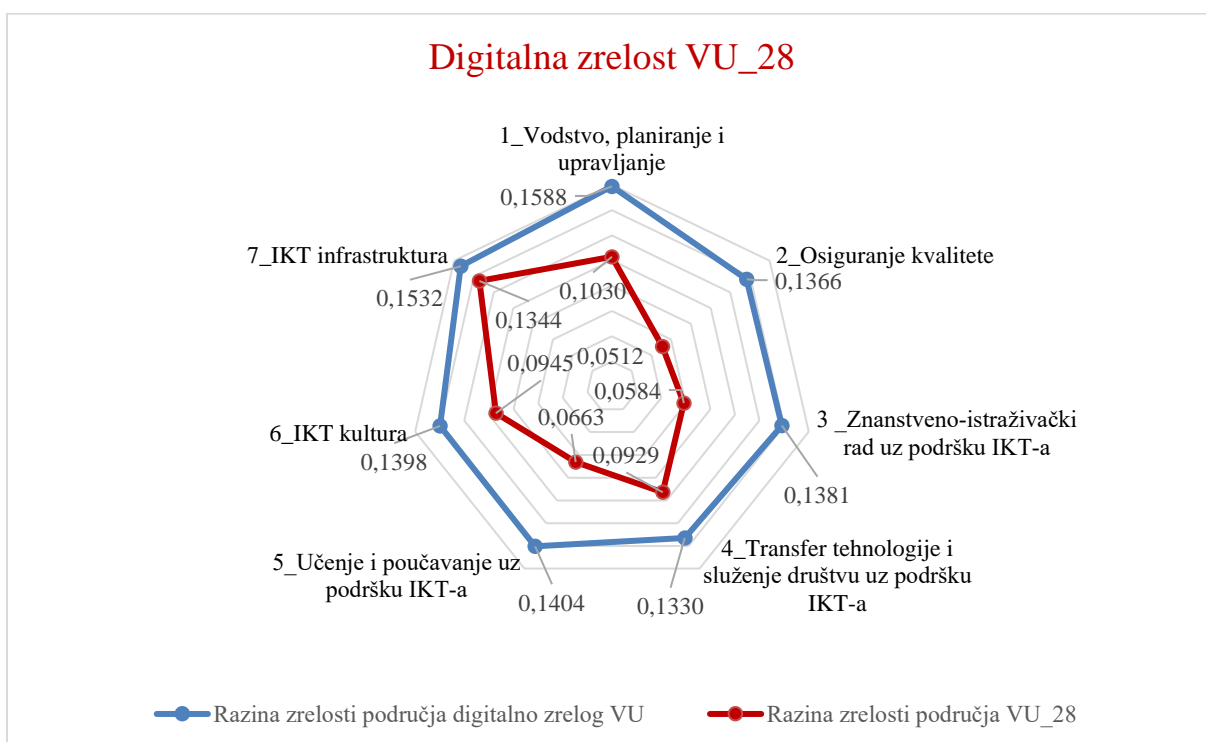 Digitalna zrelost VU_28
1_Vodstvo, planiranje i
upravljanje
0,1588
7_IKT infrastruktura
2_Osiguranje kvalitete
0,1366
0,1532
0,1030
0,1344
0,0512
0,0945
0,0584
0,0663
6_IKT kultura
0,1398
3 _Znanstveno-istraživački
rad uz podršku IKT-a
0,0929
0,1381
5_Učenje i poučavanje uz
podršku IKT-a
4_Transfer tehnologije i
služenje društvu uz podršku
IKT-a
0,1404
0,1330
Razina zrelosti područja digitalno zrelog VU
Razina zrelosti područja VU_28